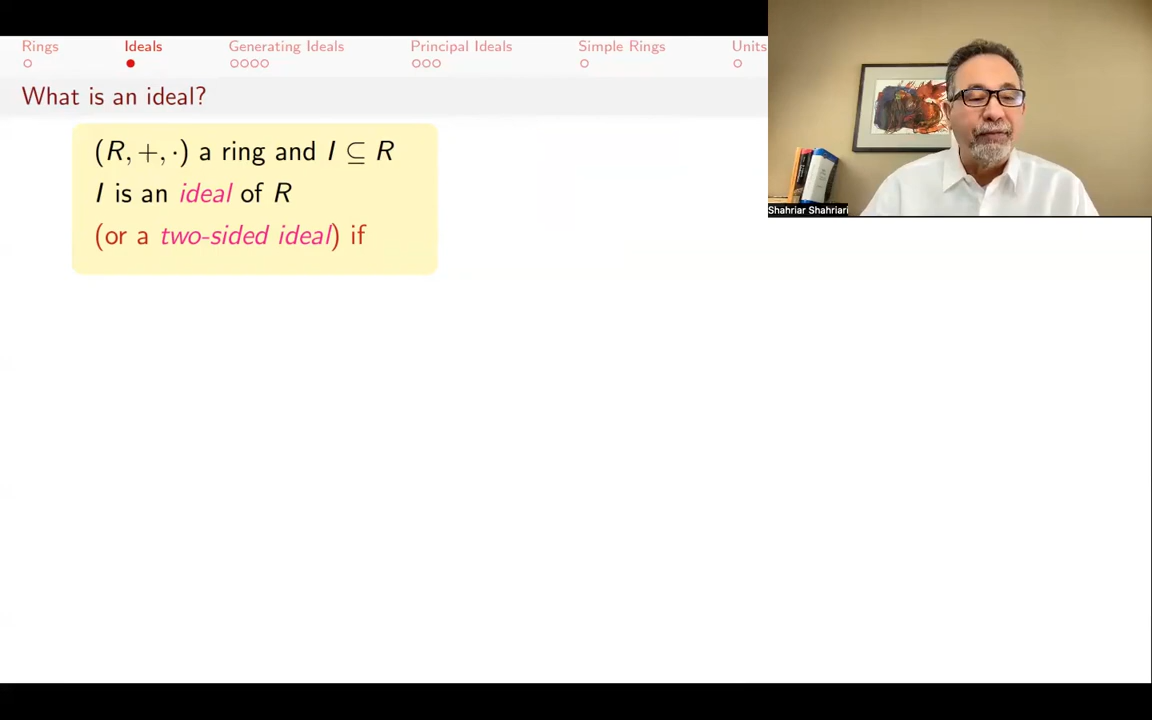 Rings Ideals Generating Ideals Principal Ideals Simple Rings Units
What is an ideal?
(R, +, ·) a ring and I ⊆ R
I is an ideal of R
(or a two-sided ideal) if
Shahriar Shahriari